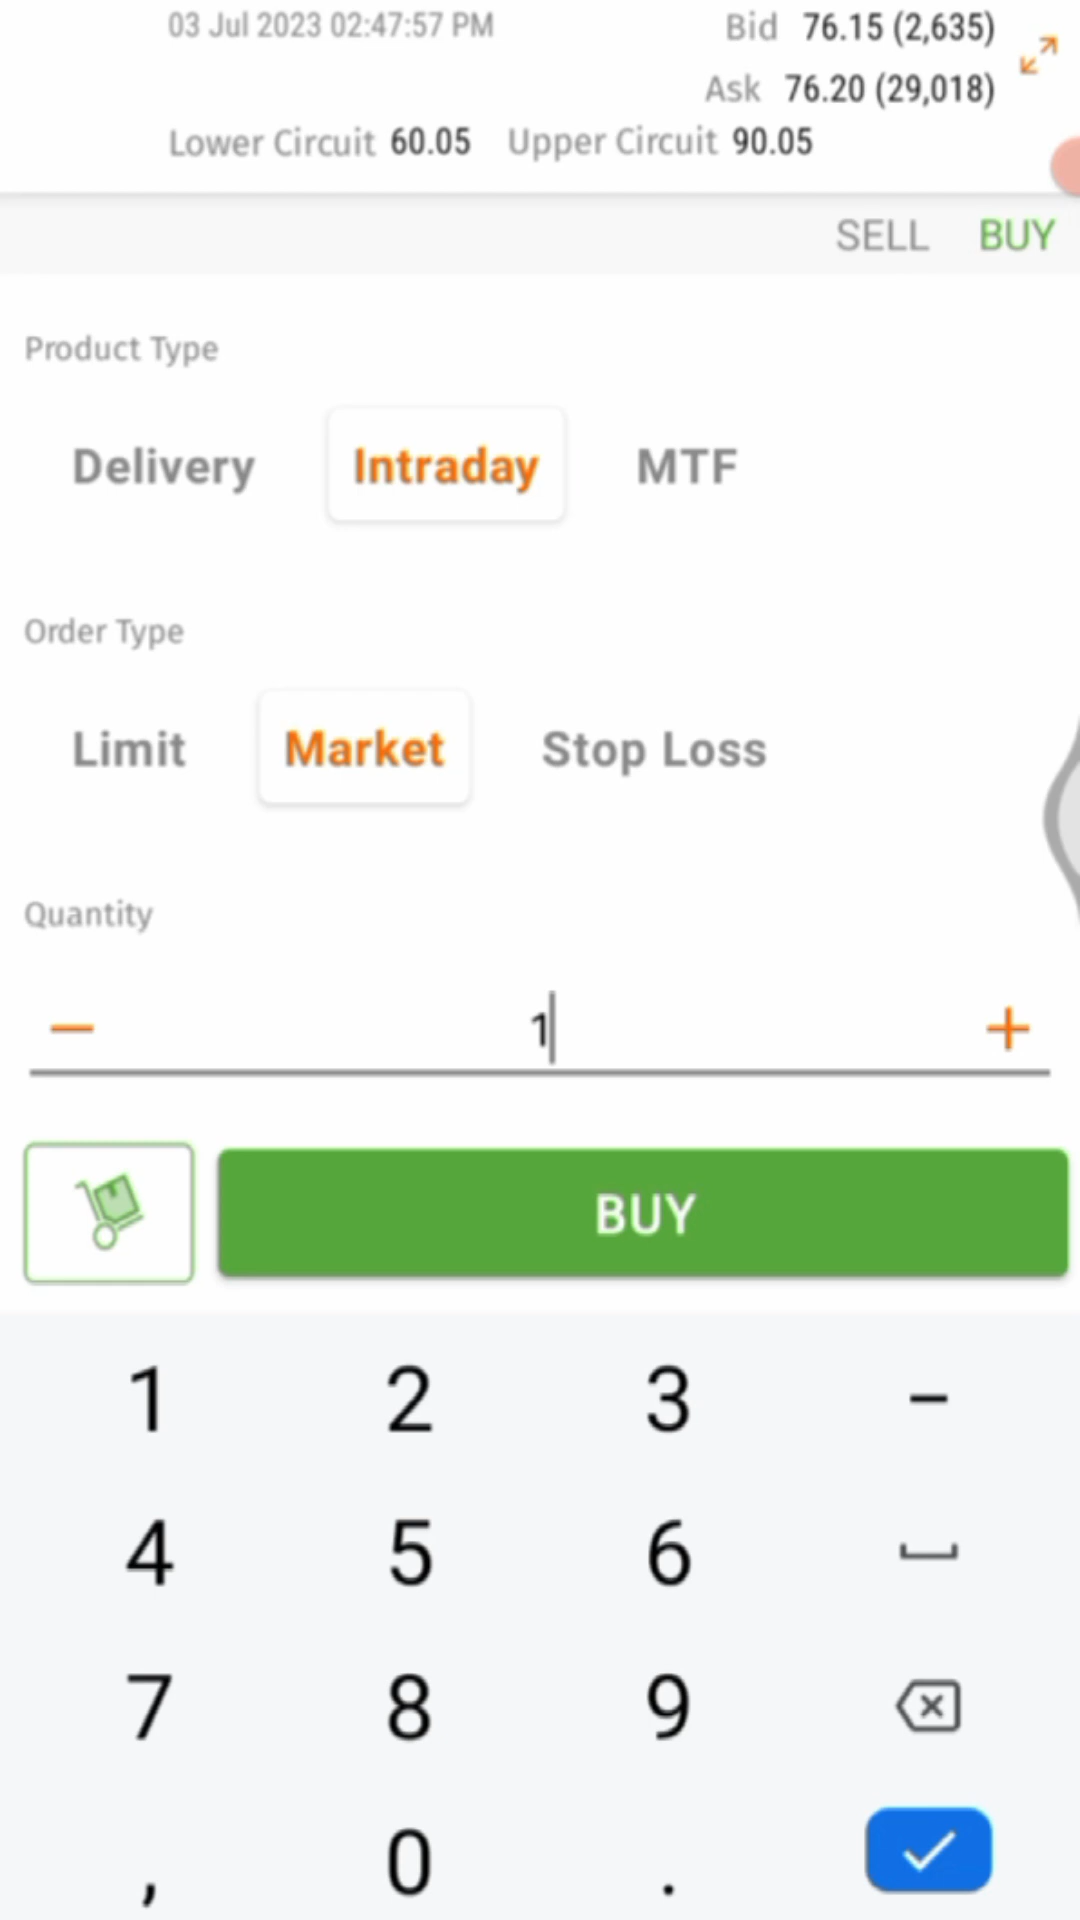 03 Jul 2023 02:47:57 PM
Bid 76.15 (2,635)
Ask 76.20 (29,018)
Lower Circuit 60.05 Upper Circuit 90.05
SELL BUY
Product Type
Delivery Intraday MTF
Order Type
Limit Market Stop Loss
Quantity
1
BUY
1 2 3 -
4 5 6
7 8 9
, 0 .